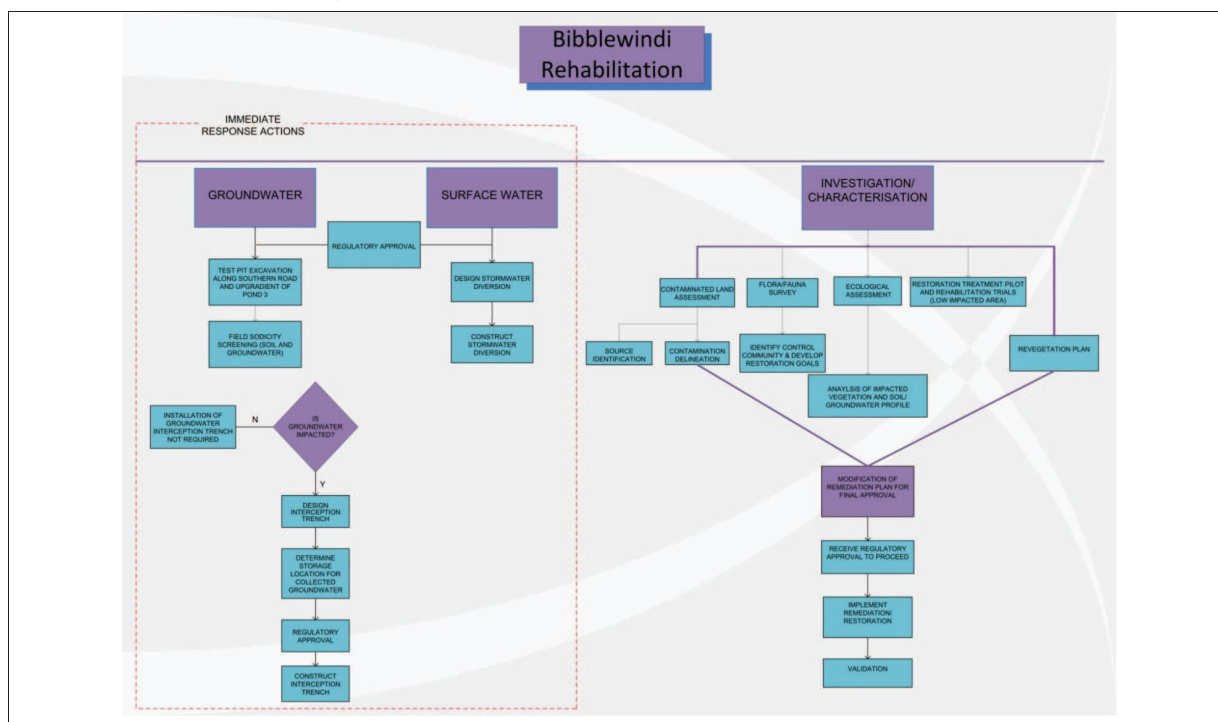 Bibblewindi
Rehabilitation
IMMEDIATE
RESPONSE ACTIONS
GROUNDWATER
SURFACE WATER
REGULATORY APPROVAL
TEST PIT EXCAVATION
ALONG SOUTHERN ROAD
AND UPGRADIENT OF
POND 3
DESIGN STORMWATER
DIVERSION
FIELD SODICITY
SCREENING (SOIL AND
GROUNDWATER)
CONSTRUCT
STORMWATER
DIVERSION
INSTALLATION OF
GROUNDWATER
INTERCEPTION TRENCH
NOT REQUIRED
N
IS
GROUNDWATER
IMPACTED?
Y
DESIGN
INTERCEPTION
TRENCH
DETERMINE
STORAGE
LOCATION FOR
COLLECTED
GROUNDWATER
REGULATORY
APPROVAL
CONSTRUCT
INTERCEPTION
TRENCH
INVESTIGATION/
CHARACTERISATION
CONTAMINATED LAND
ASSESSMENT
FLORA/FAUNA
SURVEY
ECOLOGICAL
ASSESSMENT
RESTORATION TREATMENT PILOT
AND REHABILITATION TRIALS
(LOW IMPACTED AREA)
SOURCE
IDENTIFICATION
CONTAMINATION
DELINEATION
IDENTIFY CONTROL
COMMUNITY & DEVELOP
RESTORATION GOALS
REVEGETATION PLAN
ANAYLSIS OF IMPACTED
VEGETATION AND SOIL/
GROUNDWATER PROFILE
MODIFICATION OF
REMEDIATION PLAN FOR
FINAL APPROVAL
RECEIVE REGULATORY
APPROVAL TO PROCEED
IMPLEMENT
REMEDIATION/
RESTORATION
VALIDATION